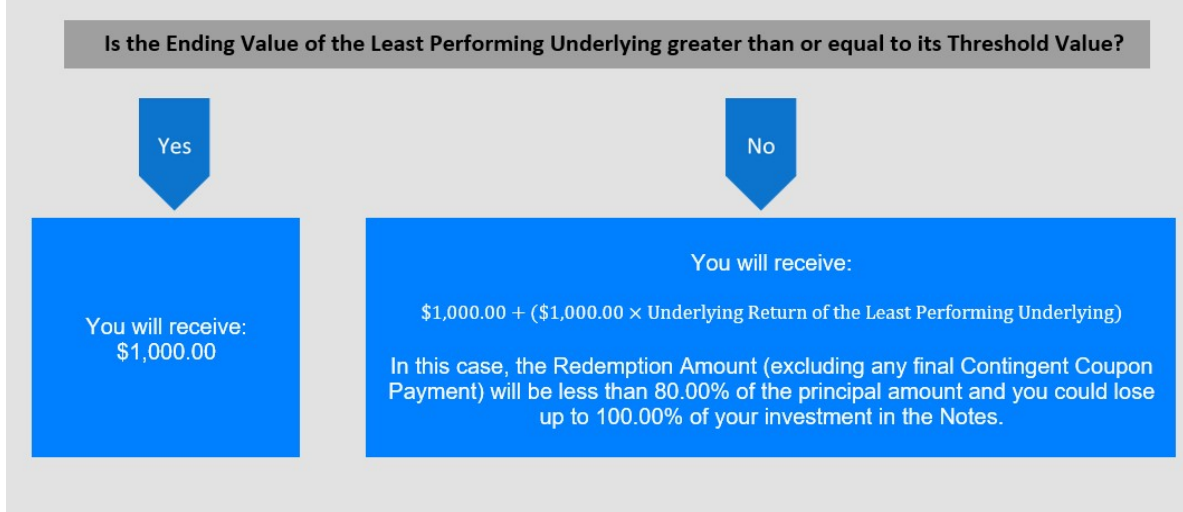 Is the Ending Value of the Least Performing Underlying greater than or equal to its Threshold Value?
Yes
No
You will receive:
$1,000.00
You will receive:
$1,000.00 + ($1,000.00 × Underlying Return of the Least Performing Underlying)
In this case, the Redemption Amount (excluding any final Contingent Coupon
Payment) will be less than 80.00% of the principal amount and you could lose
up to 100.00% of your investment in the Notes.